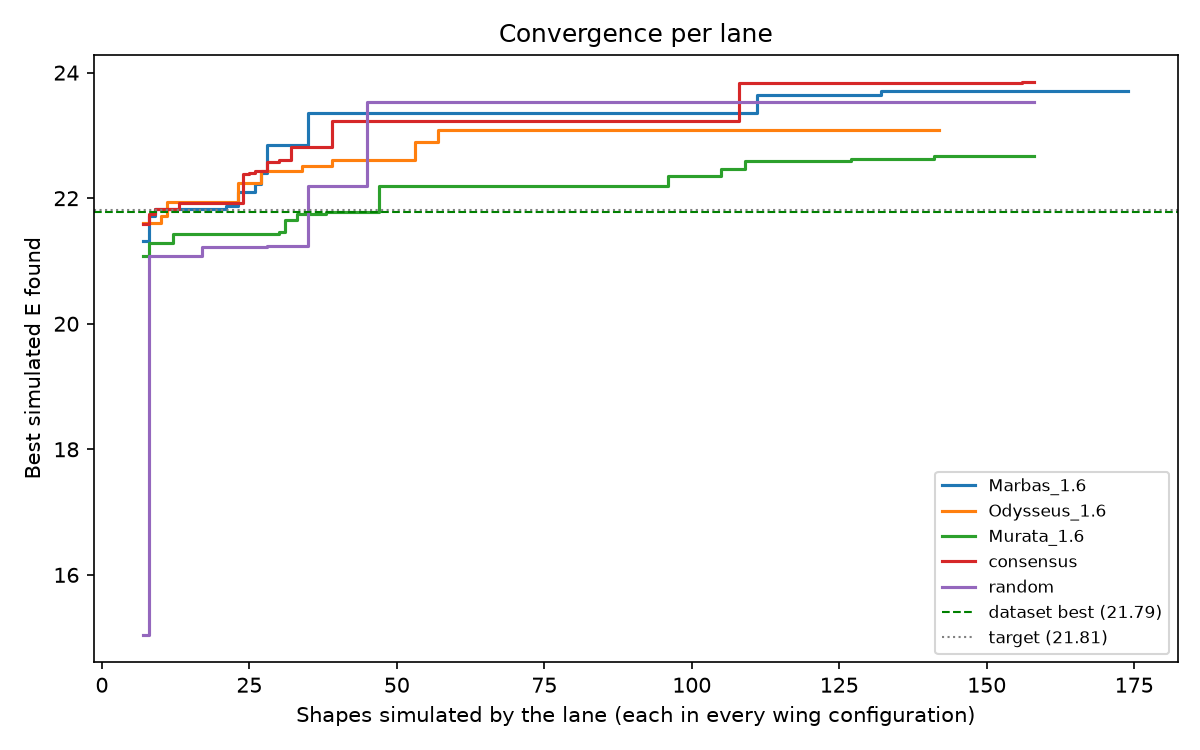 Convergence per lane
Best simulated E found
24
22
20
18
16
0
25
50
75
100
125
150
175
Shapes simulated by the lane (each in every wing configuration)
Marbas_1.6
Odysseus_1.6
Murata_1.6
consensus
random
dataset best (21.79)
target (21.81)